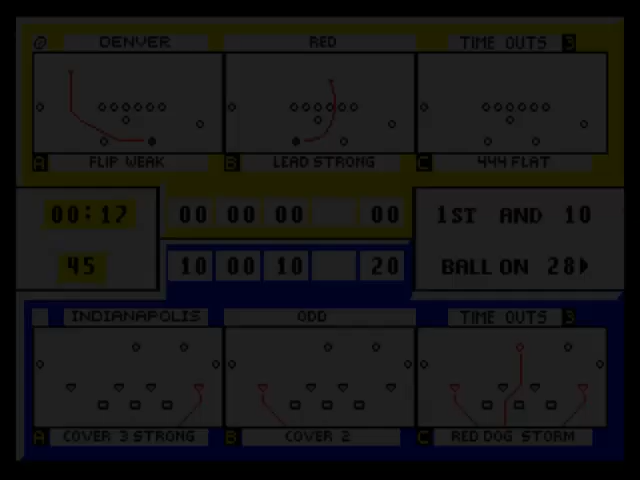 @ DENVER RED TIME OUTS 3
A FLIP WEAK B LEAD STRONG C 444 FLAT
00:17 00 00 00 00 1ST AND 10
45 10 00 10 20 BALL ON 28
INDIANAPOLIS ODD TIME OUTS 3
A COVER 3 STRONG B COVER 2 C RED DOG STORM